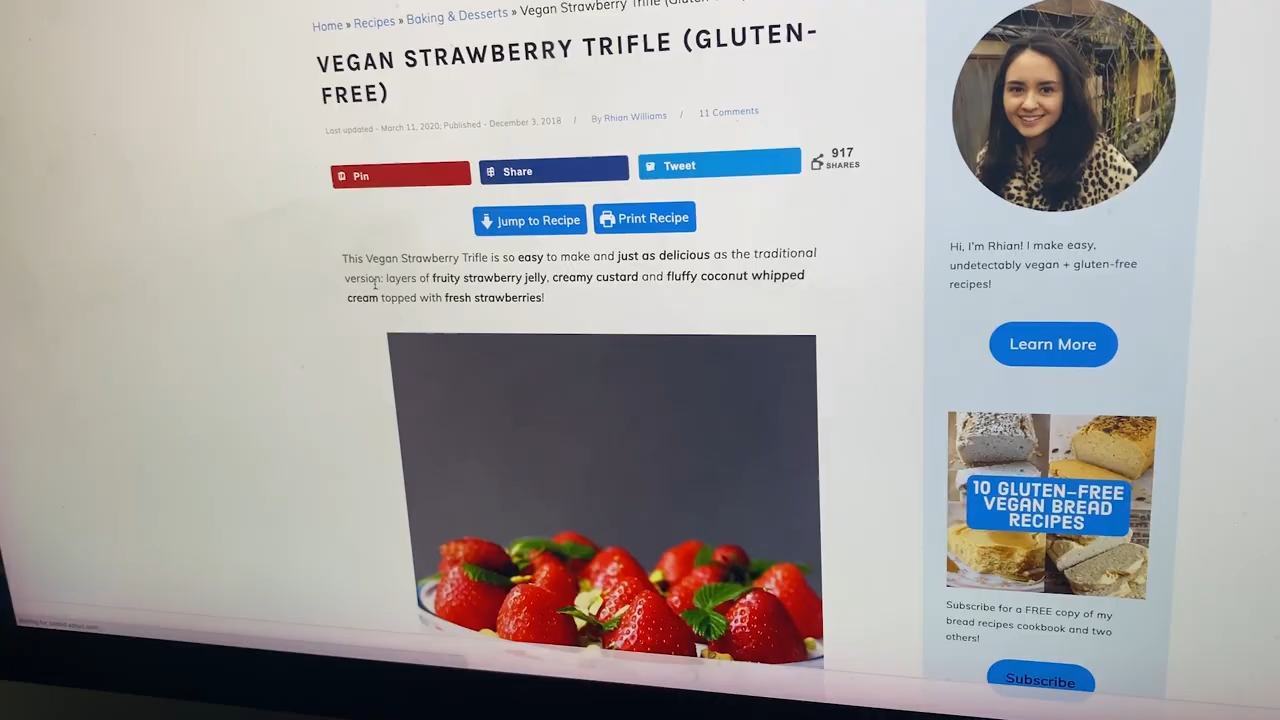 Home » Recipes » Baking & Desserts » Vegan Strawberry Trifle
VEGAN STRAWBERRY TRIFLE (GLUTEN-
FREE)
Last updated - March 11, 2020; Published - December 3, 2018 / By Rhian Williams / 11 Comments
Pin
Share
Tweet
917
SHARES
Jump to Recipe
Print Recipe
This Vegan Strawberry Trifle is so easy to make and just as delicious as the traditional
version: layers of fruity strawberry jelly, creamy custard and fluffy coconut whipped
cream topped with fresh strawberries!
Hi, I'm Rhian! I make easy,
undetectably vegan + gluten-free
recipes!
Learn More
10 GLUTEN-FREE
VEGAN BREAD
RECIPES
Subscribe for a FREE copy of my
bread recipes cookbook and two
others!
Subscribe